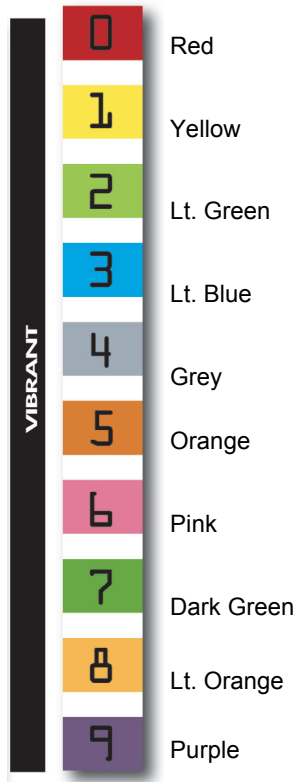 VIBRANT
0 Red
1 Yellow
2 Lt. Green
3 Lt. Blue
4 Grey
5 Orange
6 Pink
7 Dark Green
8 Lt. Orange
9 Purple